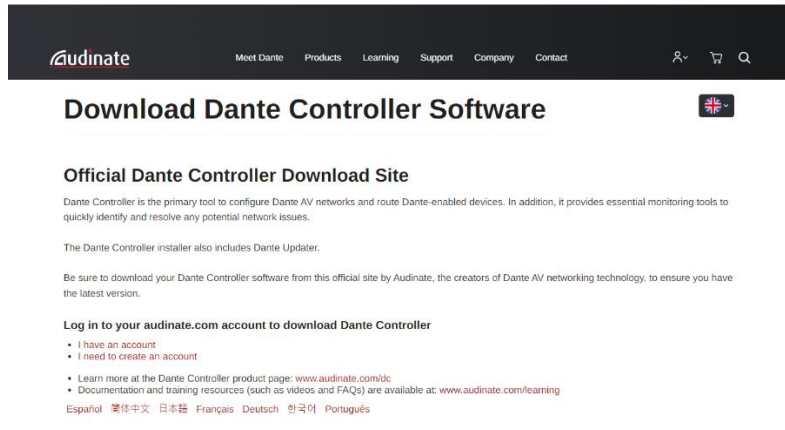 Audinate
Meet Dante Products Learning Support Company Contact
Download Dante Controller Software
Official Dante Controller Download Site
Dante Controller is the primary tool to configure Dante AV networks and route Dante-enabled devices. In addition, it provides essential monitoring tools to
quickly identify and resolve any potential network issues.
The Dante Controller installer also includes Dante Updater.
Be sure to download your Dante Controller software from this official site by Audinate, the creators of Dante AV networking technology, to ensure you have
the latest version.
Log in to your audinate.com account to download Dante Controller
• I have an account
• I need to create an account
• Learn more at the Dante Controller product page: www.audinate.com/dc
• Documentation and training resources (such as videos and FAQs) are available at: www.audinate.com/learning
Español 简体中文 日本語 Français Deutsch 한국어 Português